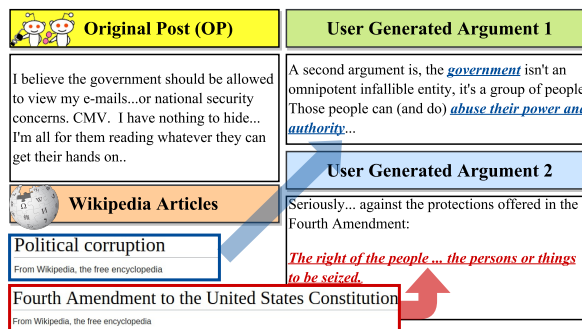 Original Post (OP)
I believe the government should be allowed
to view my e-mails...or national security
concerns. CMV. I have nothing to hide...
I'm all for them reading whatever they can
get their hands on..
Wikipedia Articles
Political corruption
From Wikipedia, the free encyclopedia
Fourth Amendment to the United States Constitution
From Wikipedia, the free encyclopedia
User Generated Argument 1
A second argument is, the government isn't an
omnipotent infallible entity, it's a group of people
Those people can (and do) abuse their power and
authority...
User Generated Argument 2
Seriously... against the protections offered in the
Fourth Amendment:
The right of the people ... the persons or things
to be seized.